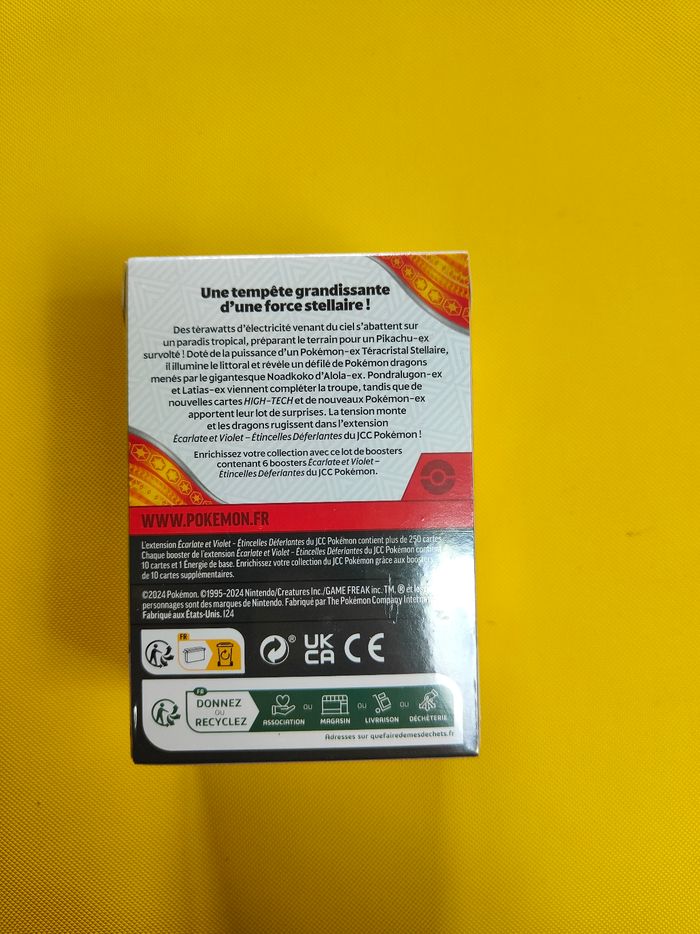 Une tempête grandissante
d'une force stellaire !
Des térawatts d'électricité venant du ciel s'abattent sur
un paradis tropical, préparant le terrain pour un Pikachu-ex
survolté ! Doté de la puissance d'un Pokémon-ex Téracristal Stellaire,
il illumine le littoral et révèle un défilé de Pokémon dragons
menés par le gigantesque Noadkoko d'Alola-ex. Pondralugon-ex
et Latias-ex viennent compléter la troupe, tandis que de
nouvelles cartes HIGH-TECH et de nouveaux Pokémon-ex
apportent leur lot de surprises. La tension monte
et les dragons rugissent dans l'extension
Écarlate et Violet – Étincelles Déferlantes du JCC Pokémon !
Enrichissez votre collection avec ce lot de boosters
contenant 6 boosters Écarlate et Violet –
Étincelles Déferlantes du JCC Pokémon.
WWW.POKEMON.FR
L'extension Écarlate et Violet – Étincelles Déferlantes du JCC Pokémon contient plus de 250 cartes.
Chaque booster de l'extension Écarlate et Violet – Étincelles Déferlantes du JCC Pokémon contient
10 cartes et 1 Énergie de base. Enrichissez votre collection du JCC Pokémon grâce aux boosters
de 10 cartes supplémentaires.
©2024 Pokémon. ©1995-2024 Nintendo/Creatures Inc./GAME FREAK inc. TM, ® et les
personnages sont des marques de Nintendo. Fabriqué par The Pokémon Company
Fabriqué aux États-Unis. I24
FR
® UK
CA CE
FR
DONNEZ
OU
RECYCLEZ
ASSOCIATION OU MAGASIN OU LIVRAISON OU DÉCHÈTERIE
Adresses sur quefairedemesdechets.fr